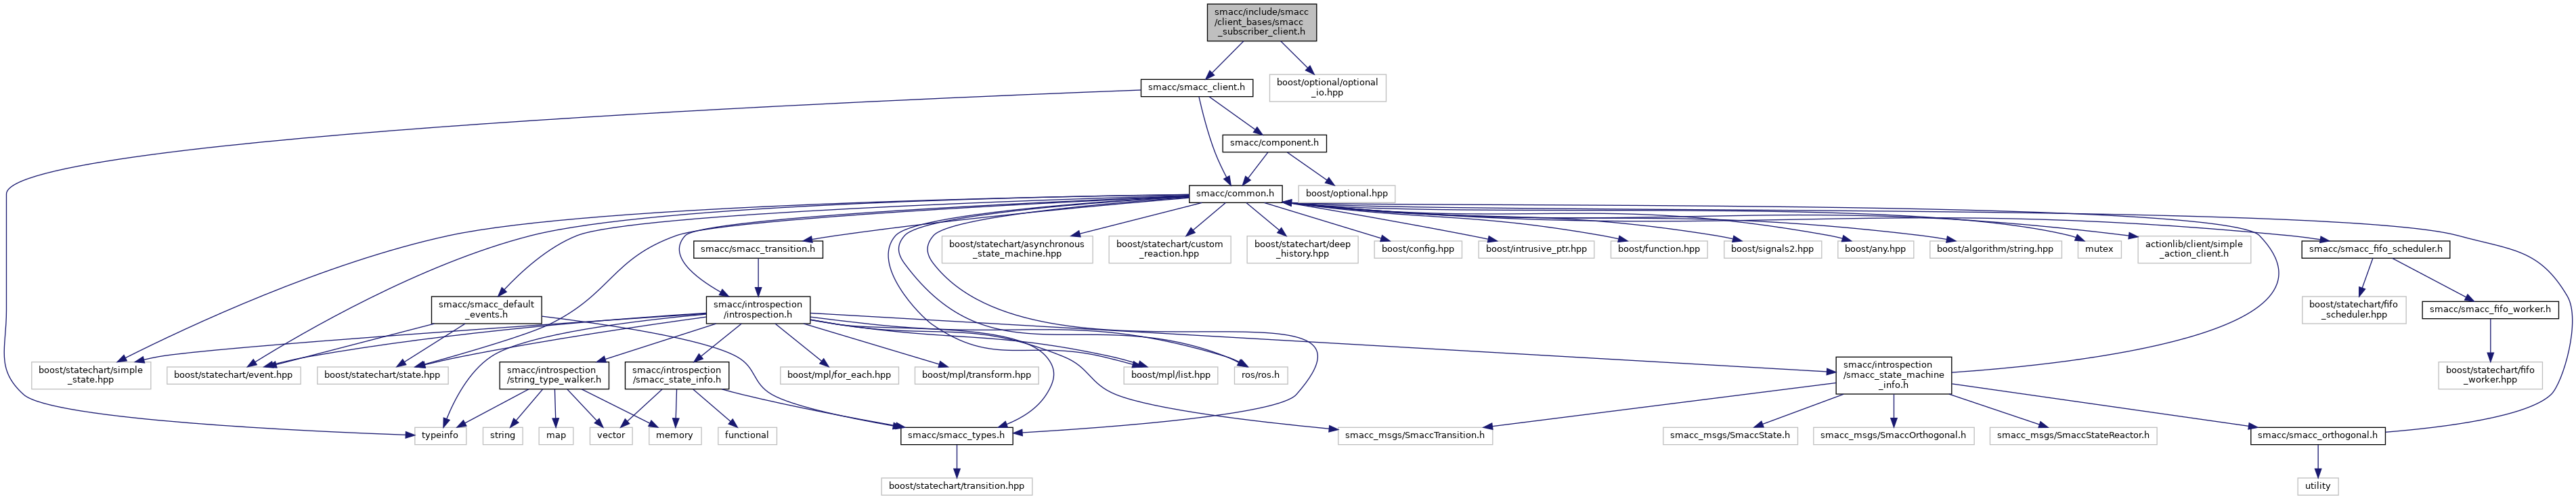 smacc/include/smacc
/client_bases/smacc
_subscriber_client.h
smacc/smacc_client.h
boost/optional/optional
_io.hpp
smacc/component.h
smacc/common.h
boost/optional.hpp
smacc/smacc_transition.h
boost/statechart/asynchronous
_state_machine.hpp
boost/statechart/custom
_reaction.hpp
boost/statechart/deep
_history.hpp
boost/config.hpp
boost/intrusive_ptr.hpp
boost/function.hpp
boost/signals2.hpp
boost/any.hpp
boost/algorithm/string.hpp
mutex
actionlib/client/simple
_action_client.h
smacc/smacc_fifo_scheduler.h
smacc/smacc_default
_events.h
smacc/introspection
/introspection.h
boost/statechart/fifo
_scheduler.hpp
smacc/smacc_fifo_worker.h
boost/statechart/simple
_state.hpp
boost/statechart/event.hpp
boost/statechart/state.hpp
smacc/introspection
/string_type_walker.h
smacc/introspection
/smacc_state_info.h
boost/mpl/for_each.hpp
boost/mpl/transform.hpp
boost/mpl/list.hpp
ros/ros.h
smacc/introspection
/smacc_state_machine
_info.h
boost/statechart/fifo
_worker.hpp
typeinfo
string
map
vector
memory
functional
smacc/smacc_types.h
smacc_msgs/SmaccTransition.h
smacc_msgs/SmaccState.h
smacc_msgs/SmaccOrthogonal.h
smacc_msgs/SmaccStateReactor.h
smacc/smacc_orthogonal.h
boost/statechart/transition.hpp
utility